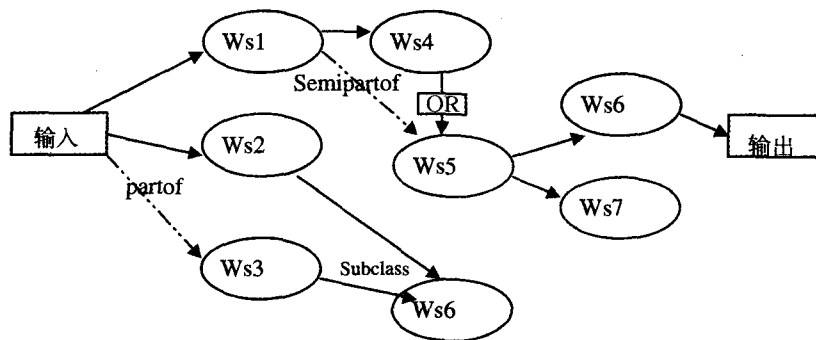 Ws1
Ws4
Semipartof
OR
Ws6
输入
输出
Ws2
Ws5
partof
Ws7
Ws3
Subclass
Ws6